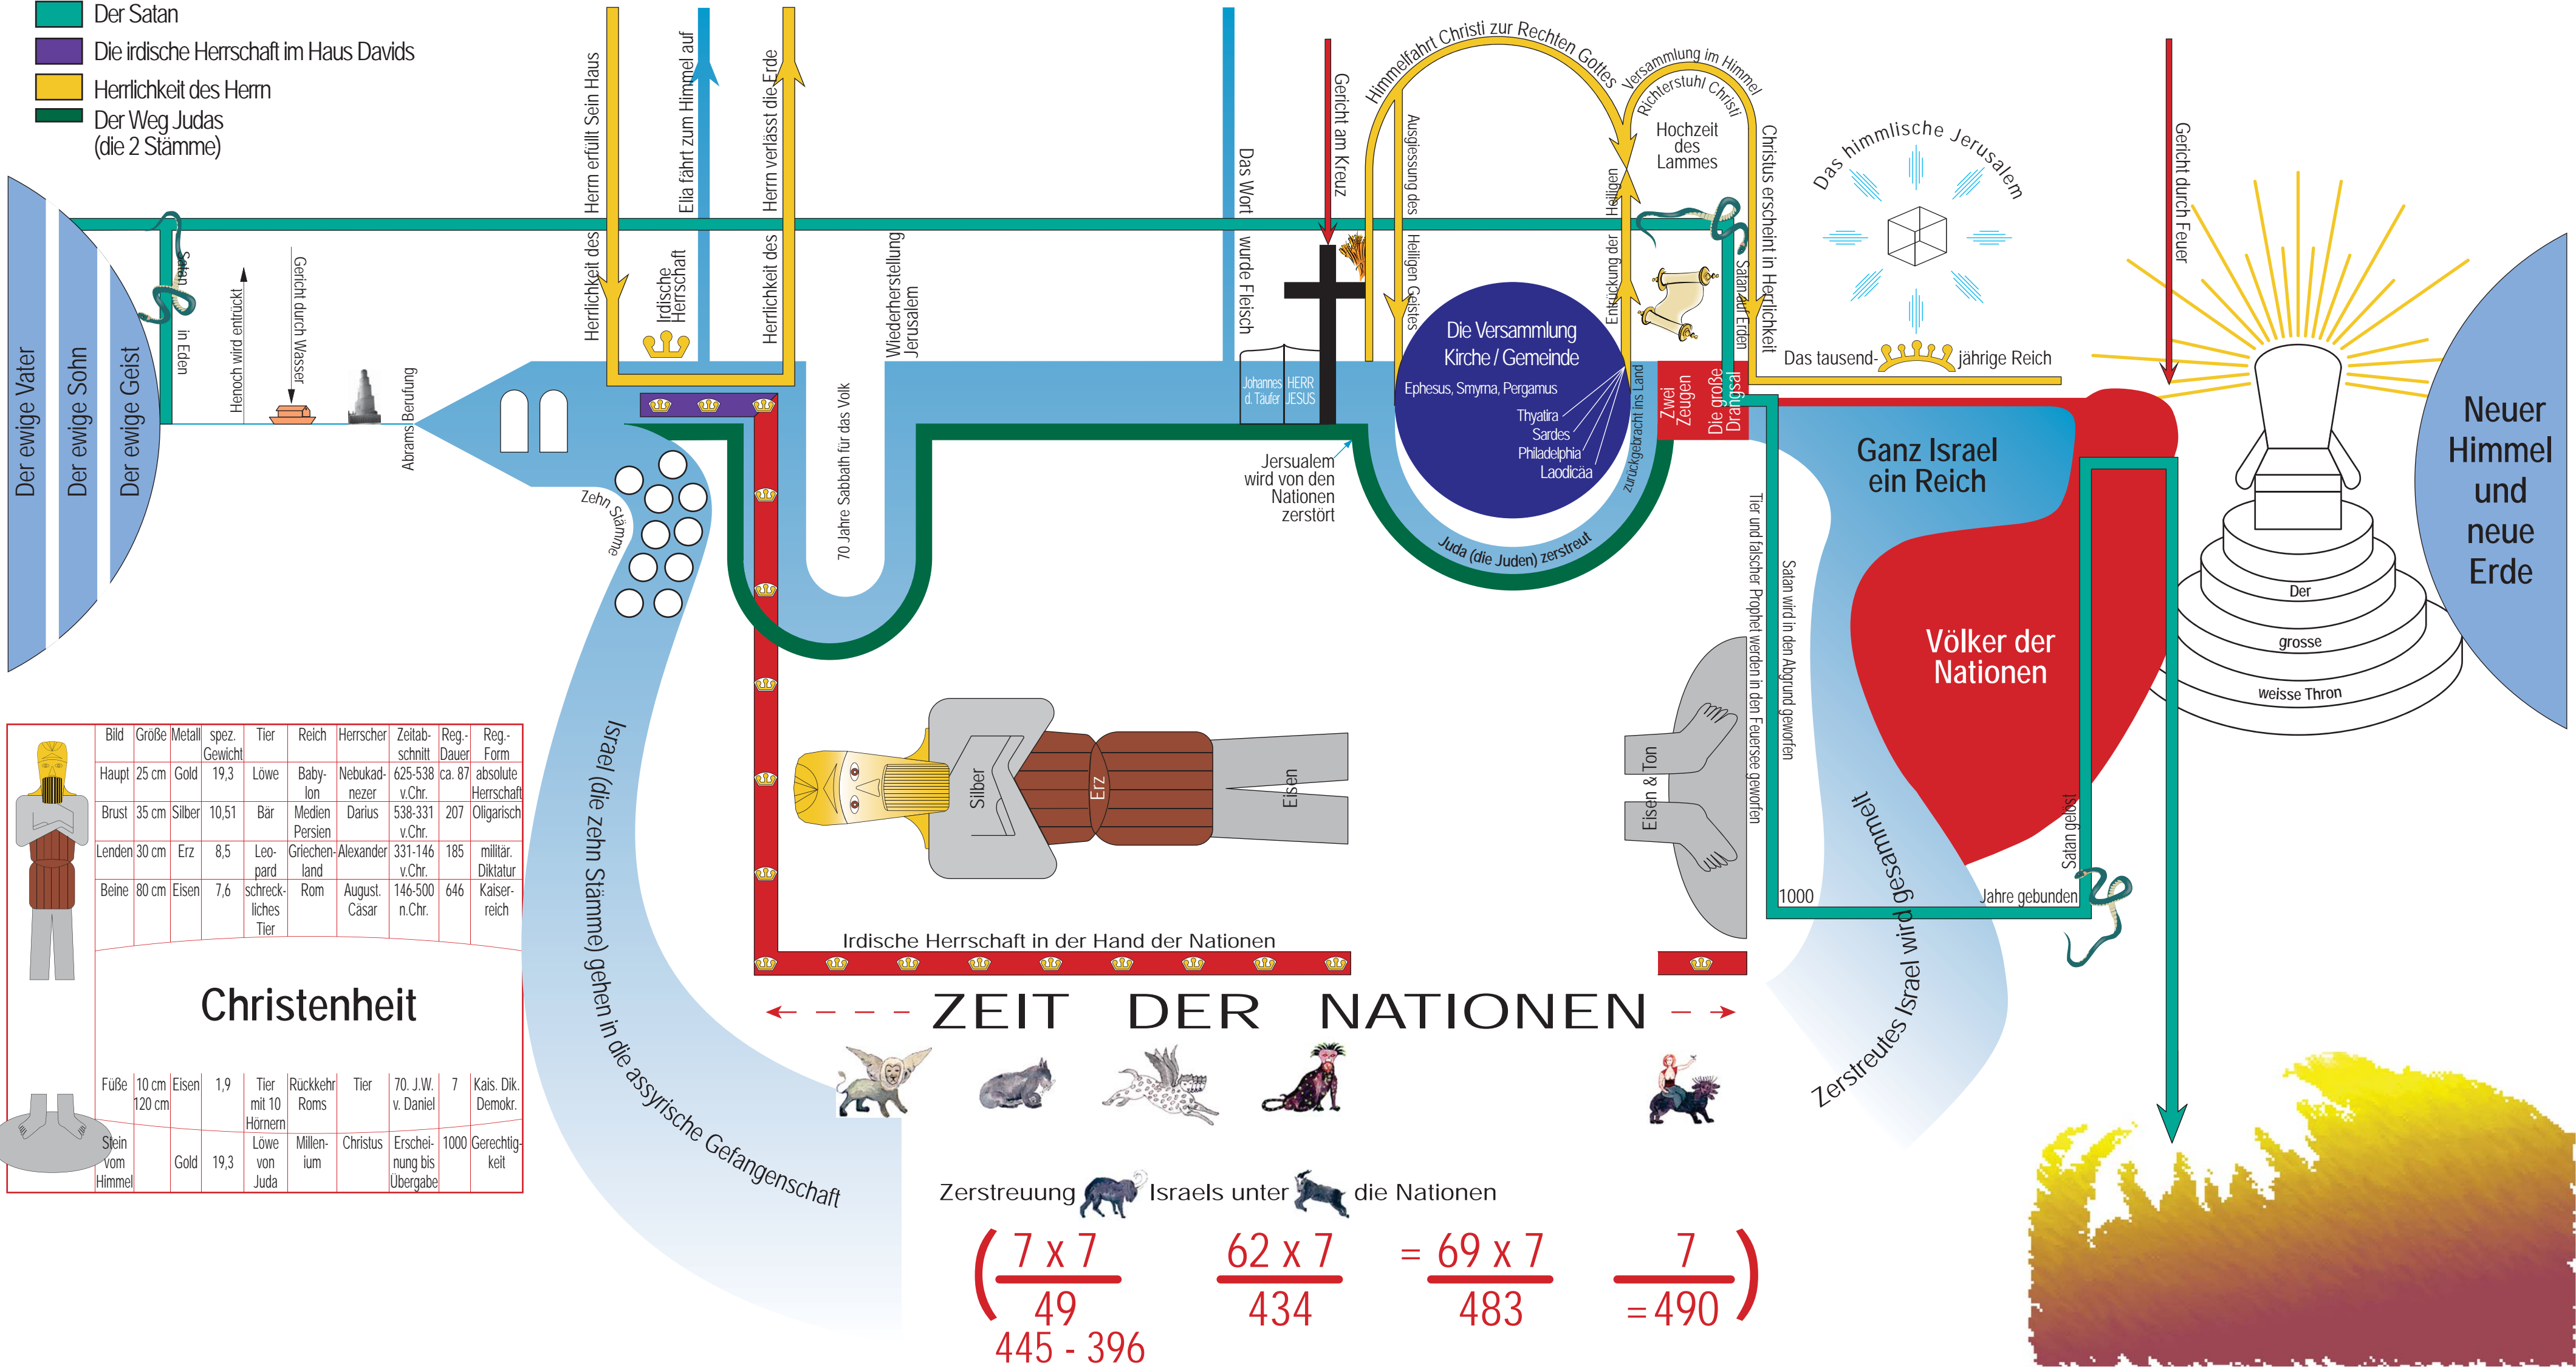 Der Satan
Die irdische Herrschaft im Haus Davids
Herrlichkeit des Herrn
Der Weg Judas
(die 2 Stämme)
Der ewige Vater
Der ewige Sohn
Der ewige Geist
Satan in Eden
Henoch wird entrückt
Gericht durch Wasser
Abrams Berufung
Herrlichkeit des Herrn erfüllt Sein Haus
Irdische
Herrschaft
Elia fährt zum Himmel auf
Herrlichkeit des Herrn verlässt die Erde
70 Jahre Sabbath für das Volk
Wiederherstellung
Jerusalem
Das Wort wurde Fleisch
Johannes
d. Täufer
HERR
JESUS
Gericht am Kreuz
Himmelfahrt Christi zur Rechten Gottes
Ausgiessung des Heiligen Geistes
Jersualem
wird von den
Nationen
zerstört
Die Versammlung
Kirche / Gemeinde
Ephesus, Smyrna, Pergamus
Thyatira
Sardes
Philadelphia
Laodicäa
Juda (die Juden) zerstreut
zurückgebracht ins Land
Entrückung der Heiligen
Versammlung im Himmel
Richterstuhl Christi
Hochzeit
des
Lammes
Zwei
Zeugen
Die große
Drangsal
Satan auf Erden
Christus erscheint in Herrlichkeit
Das himmlische Jerusalem
Das tausend-jährige Reich
Gericht durch Feuer
Ganz Israel
ein Reich
Völker der
Nationen
Der
grosse
weisse Thron
Neuer
Himmel
und
neue
Erde
Tier und falscher Prophet werden in den Feuersee geworfen
Satan wird in den Abgrund geworfen
1000 Jahre gebunden
Satan gelöst
Zerstreutes Israel wird gesammelt
Zehn Stämme
Israel (die zehn Stämme) gehen in die assyrische Gefangenschaft
Silber
Erz
Eisen
Eisen & Ton
Irdische Herrschaft in der Hand der Nationen
ZEIT DER NATIONEN
Zerstreuung Israels unter die Nationen
( 7 x 7 62 x 7 = 69 x 7 7 )
49 434 483 = 490
445 - 396
Bild Größe Metall spez. Tier Reich Herrscher Zeitab- Reg.- Reg.-
Gewicht schnitt Dauer Form
Haupt 25 cm Gold 19,3 Löwe Baby- Nebukad- 625-538 ca. 87 absolute
lon nezer v.Chr. Herrschaft
Brust 35 cm Silber 10,51 Bär Medien Darius 538-331 207 Oligarisch
Persien v.Chr.
Lenden 30 cm Erz 8,5 Leo- Griechen- Alexander 331-146 185 militär.
pard land v.Chr. Diktatur
Beine 80 cm Eisen 7,6 schreck- Rom August. 146-500 646 Kaiser-
liches Cäsar n.Chr. reich
Tier
Christenheit
Füße 10 cm Eisen 1,9 Tier Rückkehr Tier 70. J.W. 7 Kais. Dik.
120 cm mit 10 Roms v. Daniel Demokr.
Hörnern
Stein Löwe Millen- Christus Erschei- 1000 Gerechtig-
vom Gold 19,3 von ium nung bis keit
Himmel Juda Übergabe